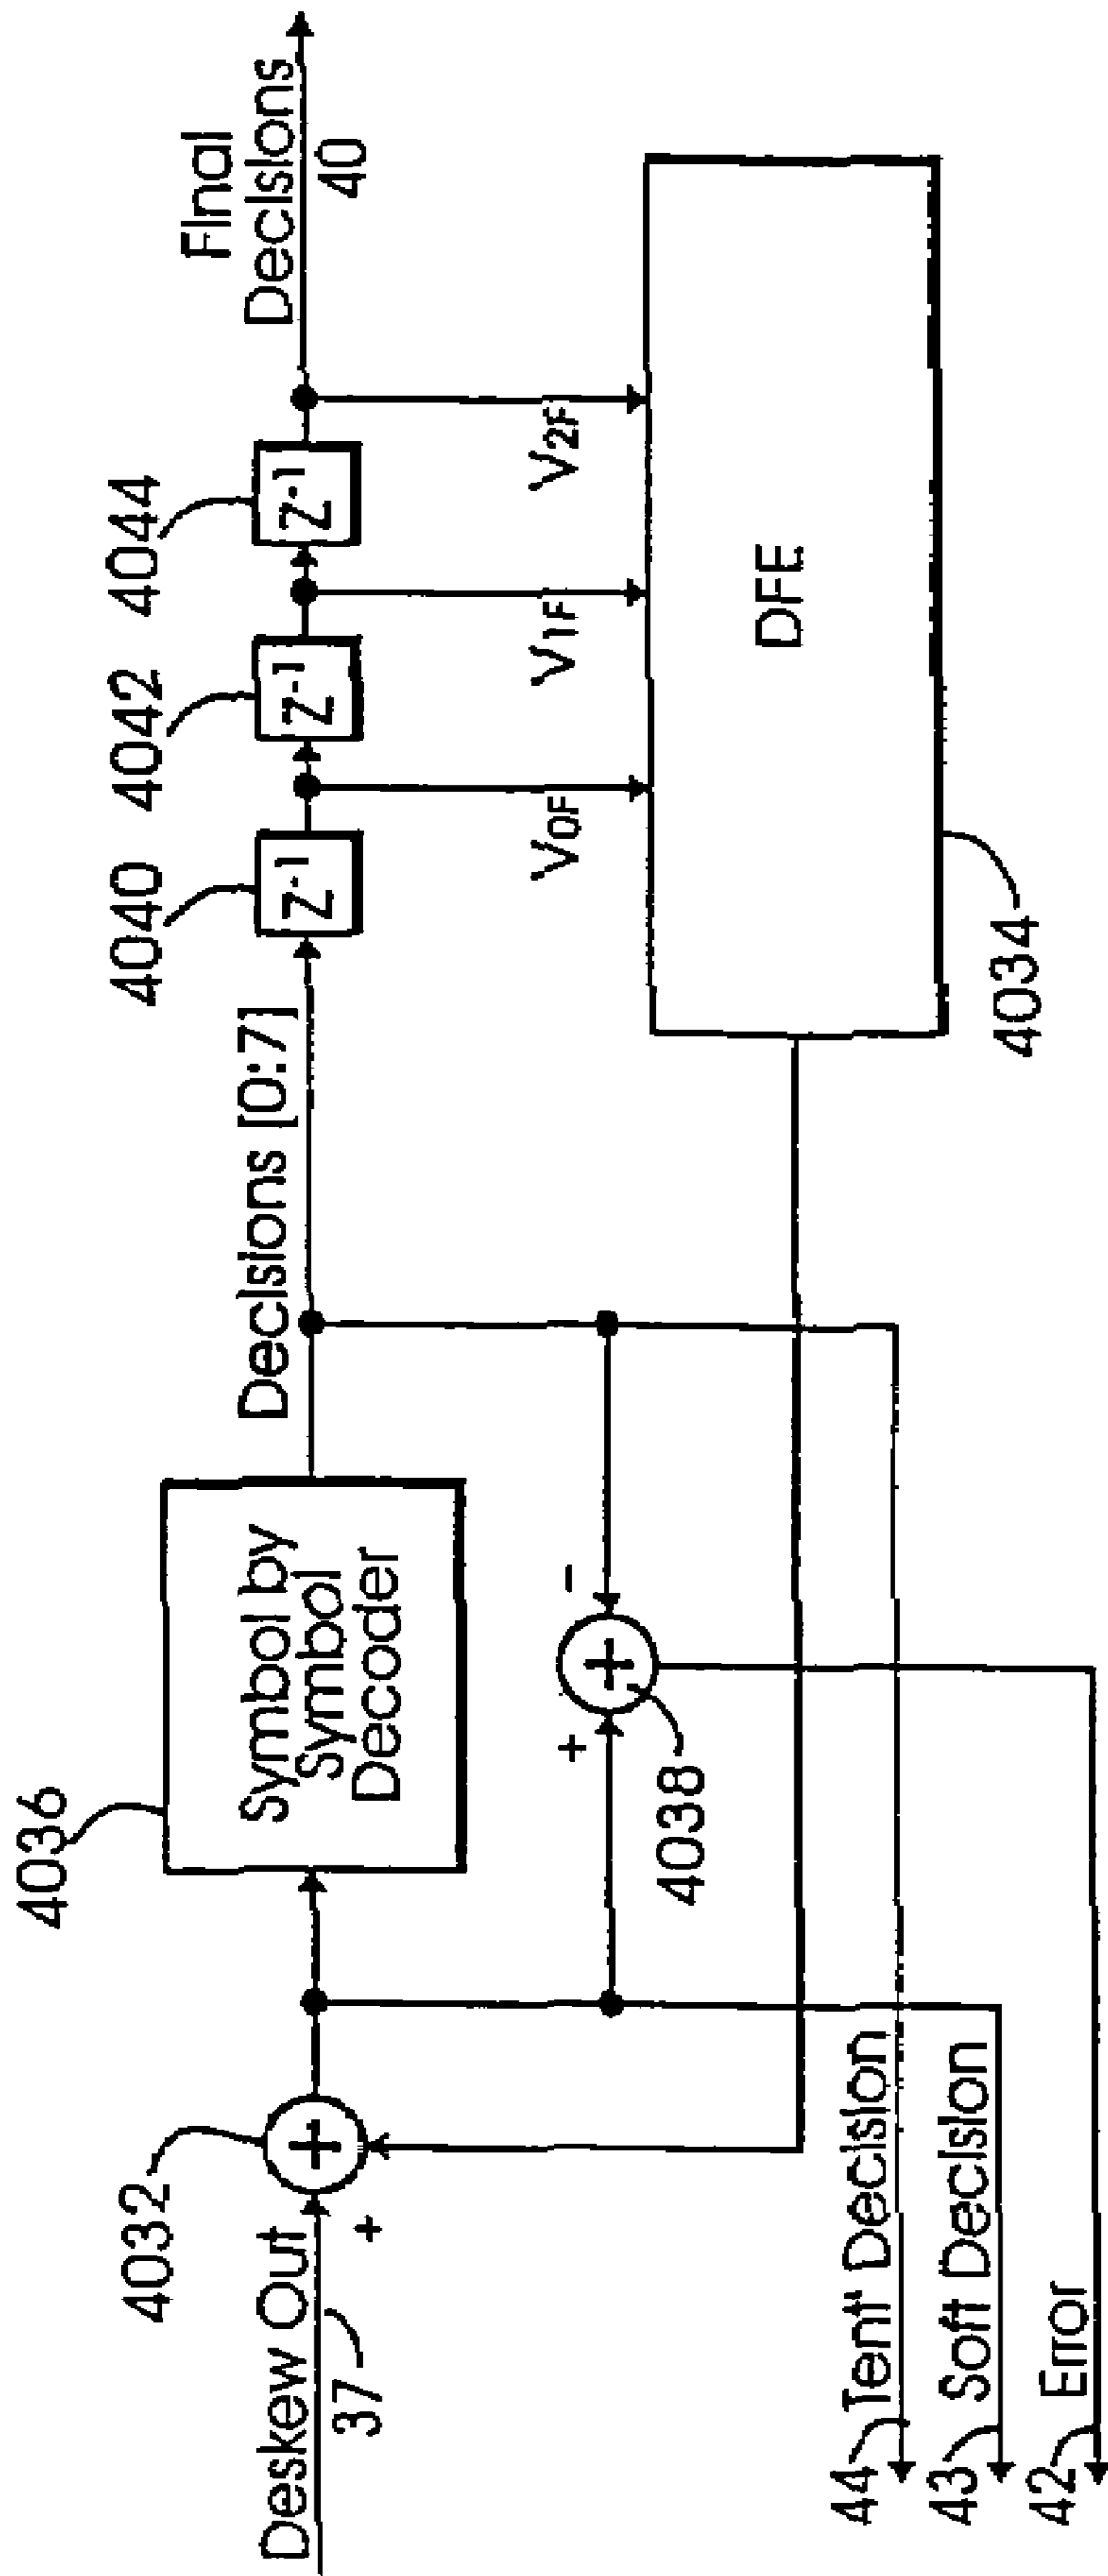 4032
Deskew Out
37
+
+
4036
Symbol by
Symbol
Decoder
Decisions [0:7]
4040
4042
4044
Z-1
Z-1
Z-1
Final
Decisions
40
V0F
V1F
V2F
+
-
+
4038
DFE
4034
44
Tent' Decision
43
Soft Decision
42
Error